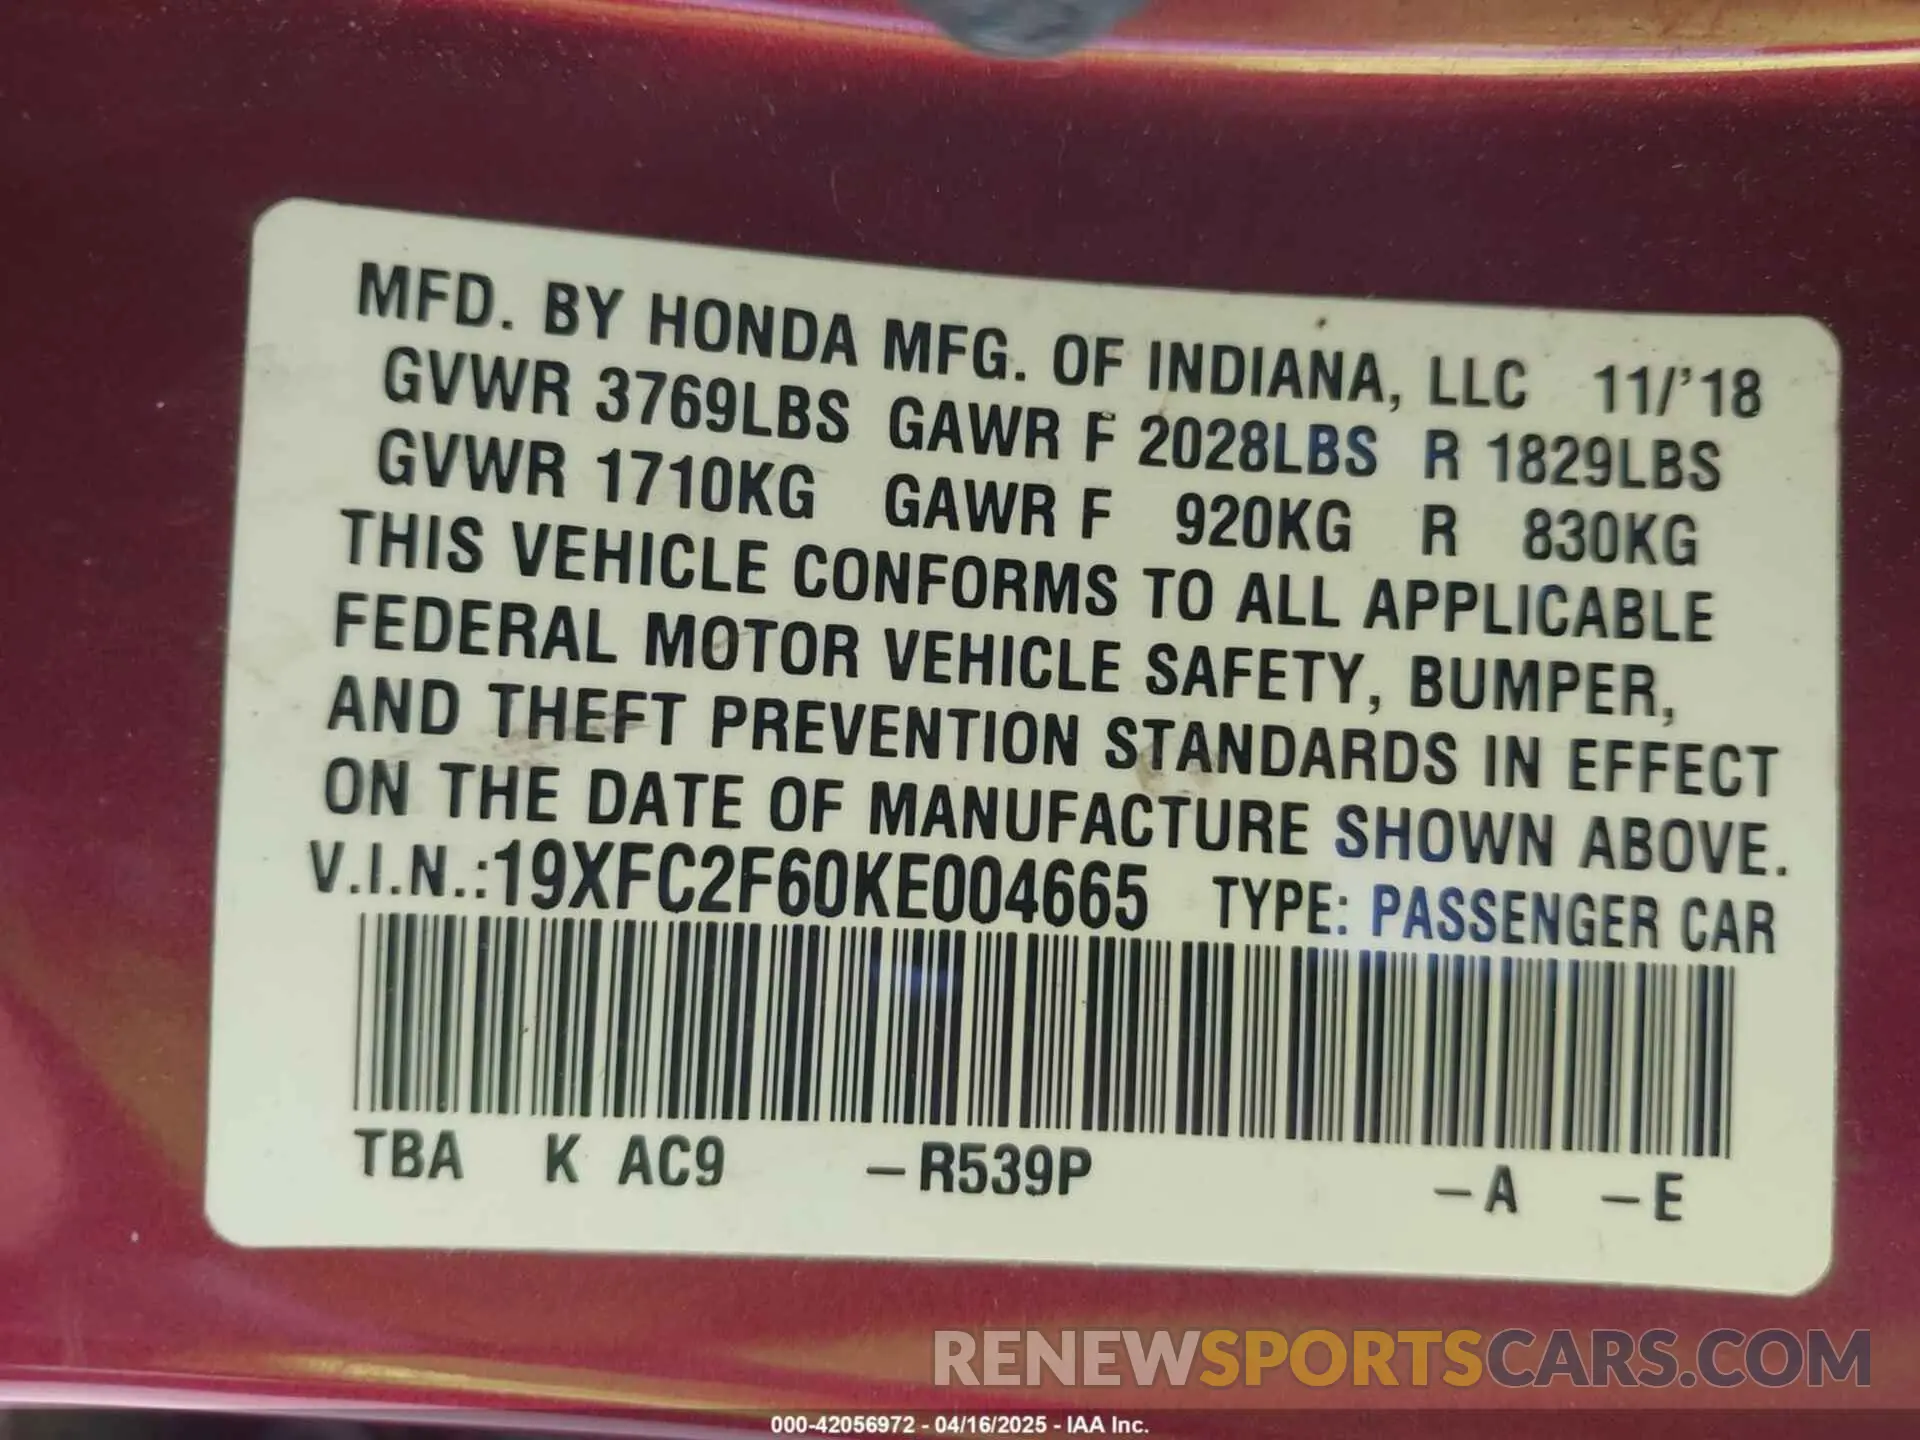 MFD. BY HONDA MFG. OF INDIANA, LLC 11/'18
GVWR 3769LBS GAWR F 2028LBS R 1829LBS
GVWR 1710KG GAWR F 920KG R 830KG
THIS VEHICLE CONFORMS TO ALL APPLICABLE
FEDERAL MOTOR VEHICLE SAFETY, BUMPER,
AND THEFT PREVENTION STANDARDS IN EFFECT
ON THE DATE OF MANUFACTURE SHOWN ABOVE.
V.I.N.:19XFC2F60KE004665 TYPE: PASSENGER CAR
TBA K AC9 –R539P –A –E
RENEWSPORTSCARS.COM
000-42056972 - 04/16/2025 - IAA Inc.